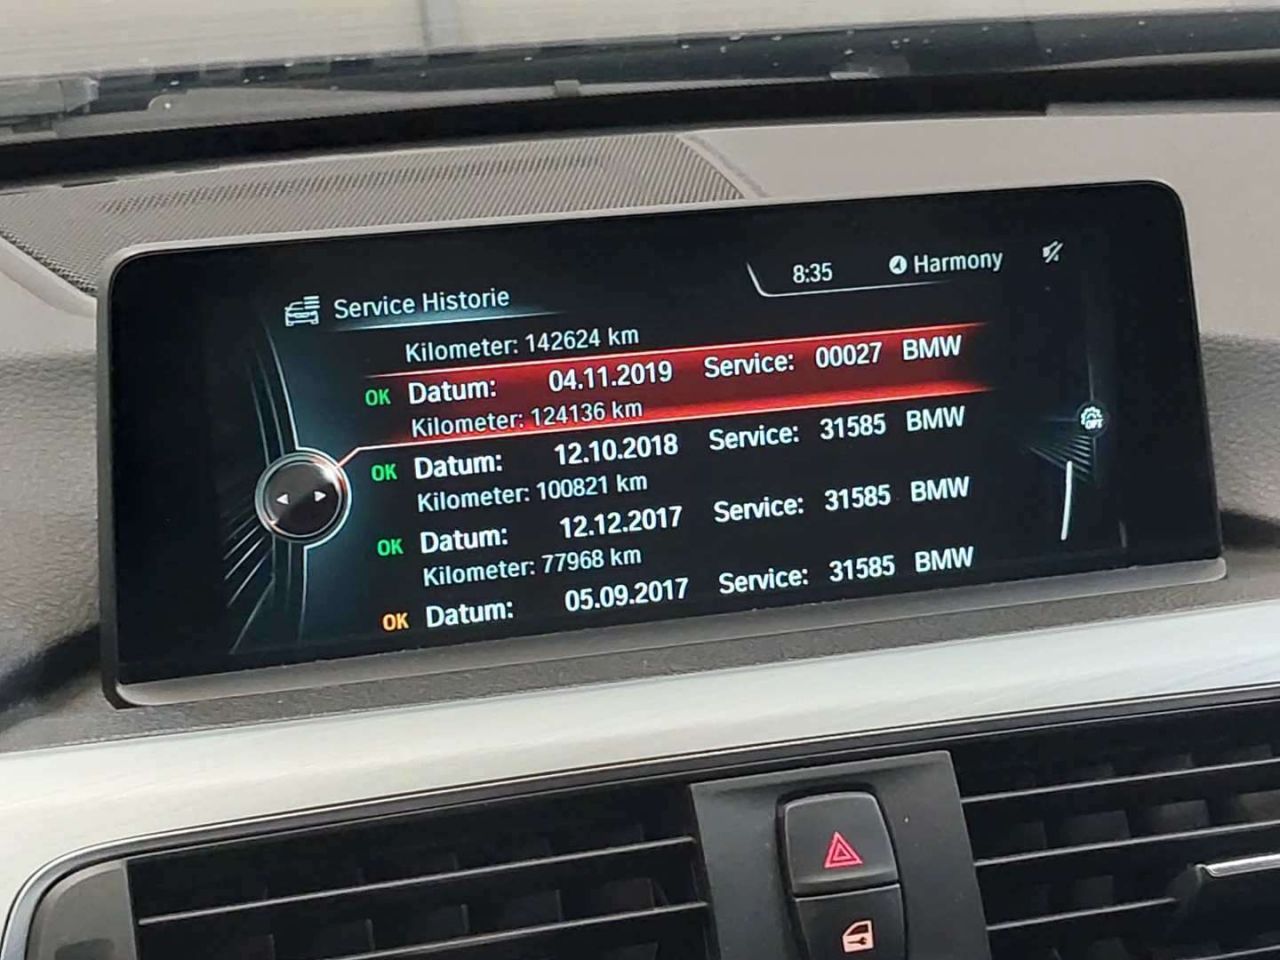 Service Historie
8:35
Harmony
Kilometer: 142624 km
OK Datum: 04.11.2019 Service: 00027 BMW
Kilometer: 124136 km
OK Datum: 12.10.2018 Service: 31585 BMW
Kilometer: 100821 km
OK Datum: 12.12.2017 Service: 31585 BMW
Kilometer: 77968 km
OK Datum: 05.09.2017 Service: 31585 BMW
OPT